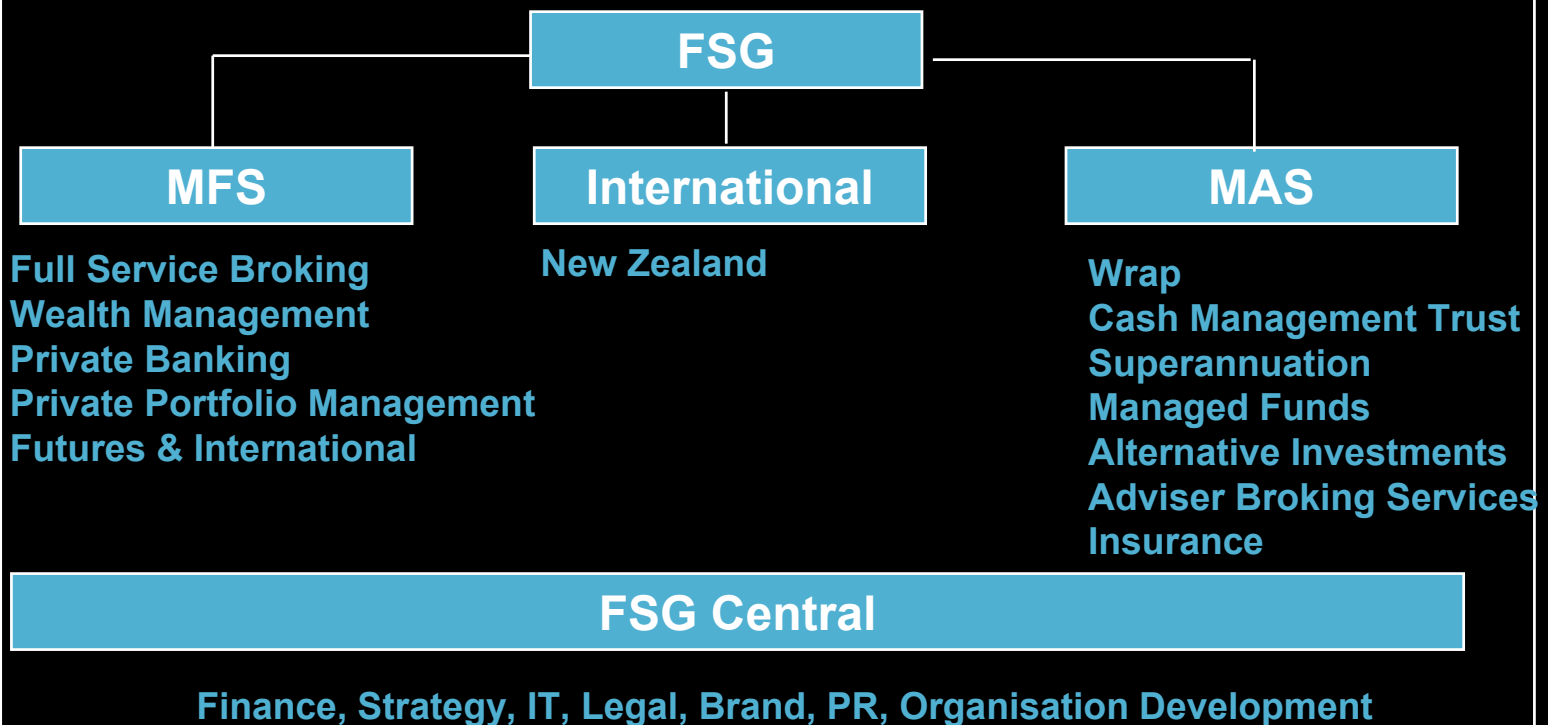 FSG
MFS
International
MAS
Full Service Broking
Wealth Management
Private Banking
Private Portfolio Management
Futures & International
New Zealand
Wrap
Cash Management Trust
Superannuation
Managed Funds
Alternative Investments
Adviser Broking Services
Insurance
FSG Central
Finance, Strategy, IT, Legal, Brand, PR, Organisation Development